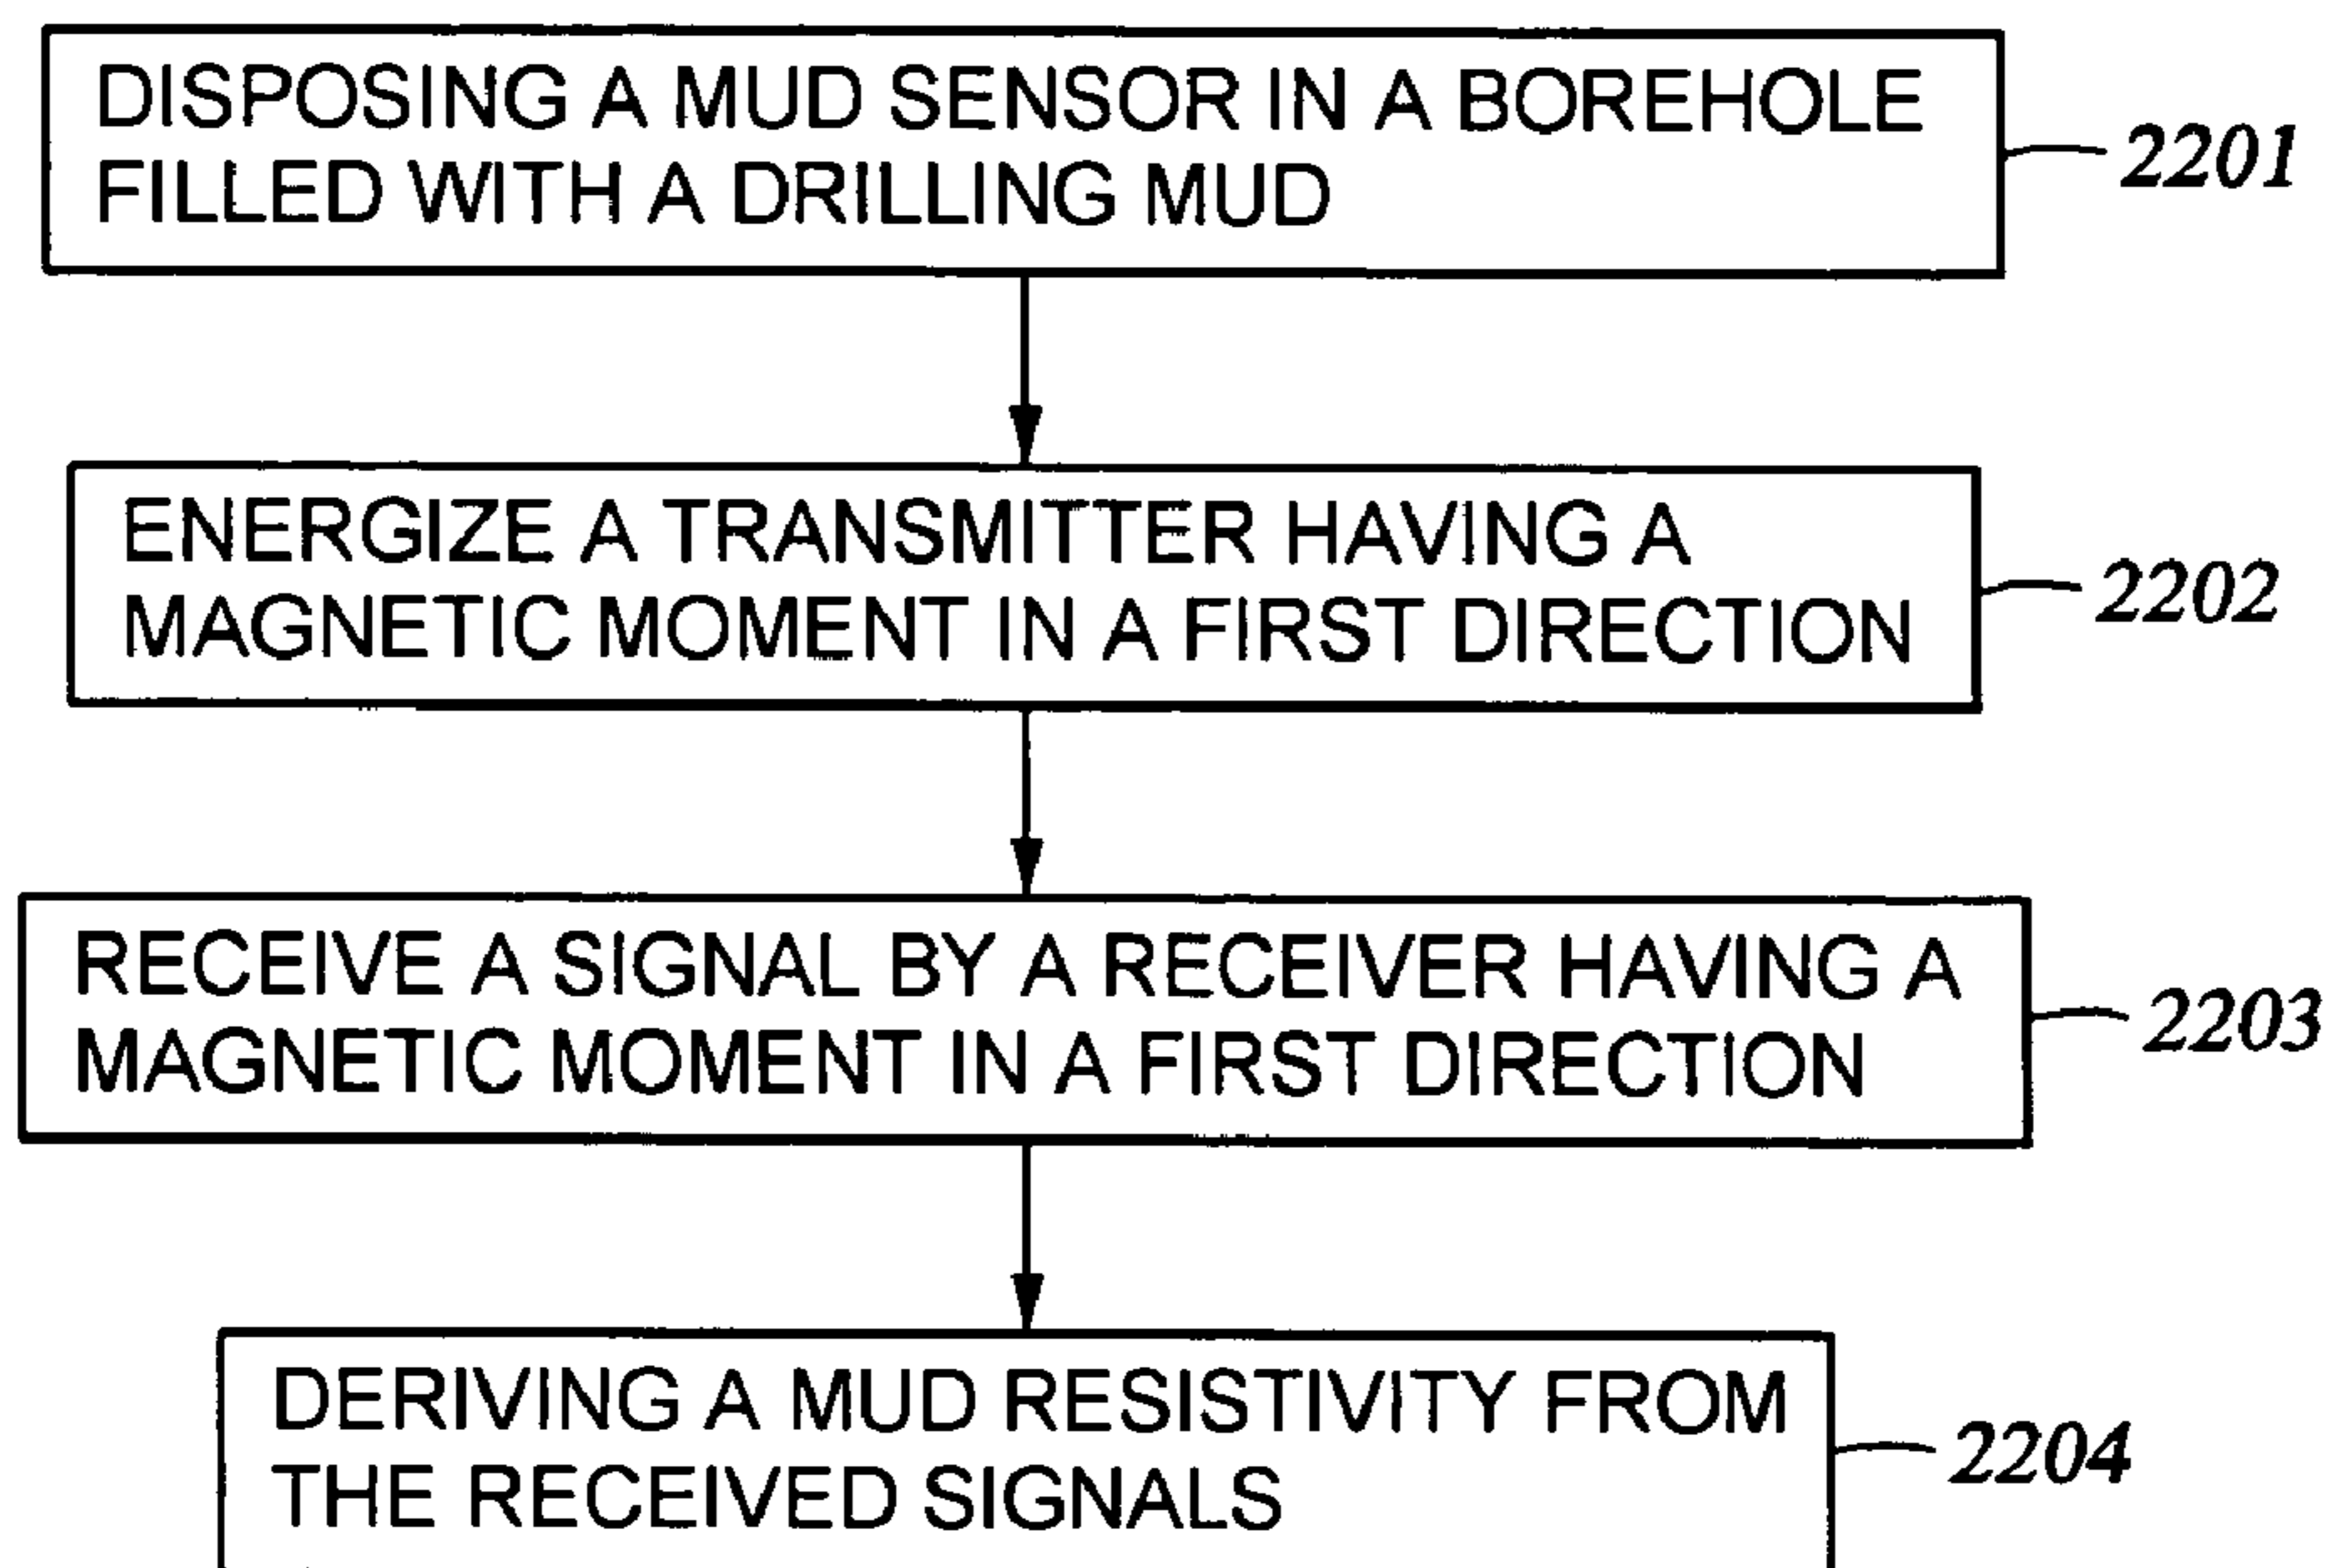 DISPOSING A MUD SENSOR IN A BOREHOLE
FILLED WITH A DRILLING MUD
2201
ENERGIZE A TRANSMITTER HAVING A
MAGNETIC MOMENT IN A FIRST DIRECTION
2202
RECEIVE A SIGNAL BY A RECEIVER HAVING A
MAGNETIC MOMENT IN A FIRST DIRECTION
2203
DERIVING A MUD RESISTIVITY FROM
THE RECEIVED SIGNALS
2204